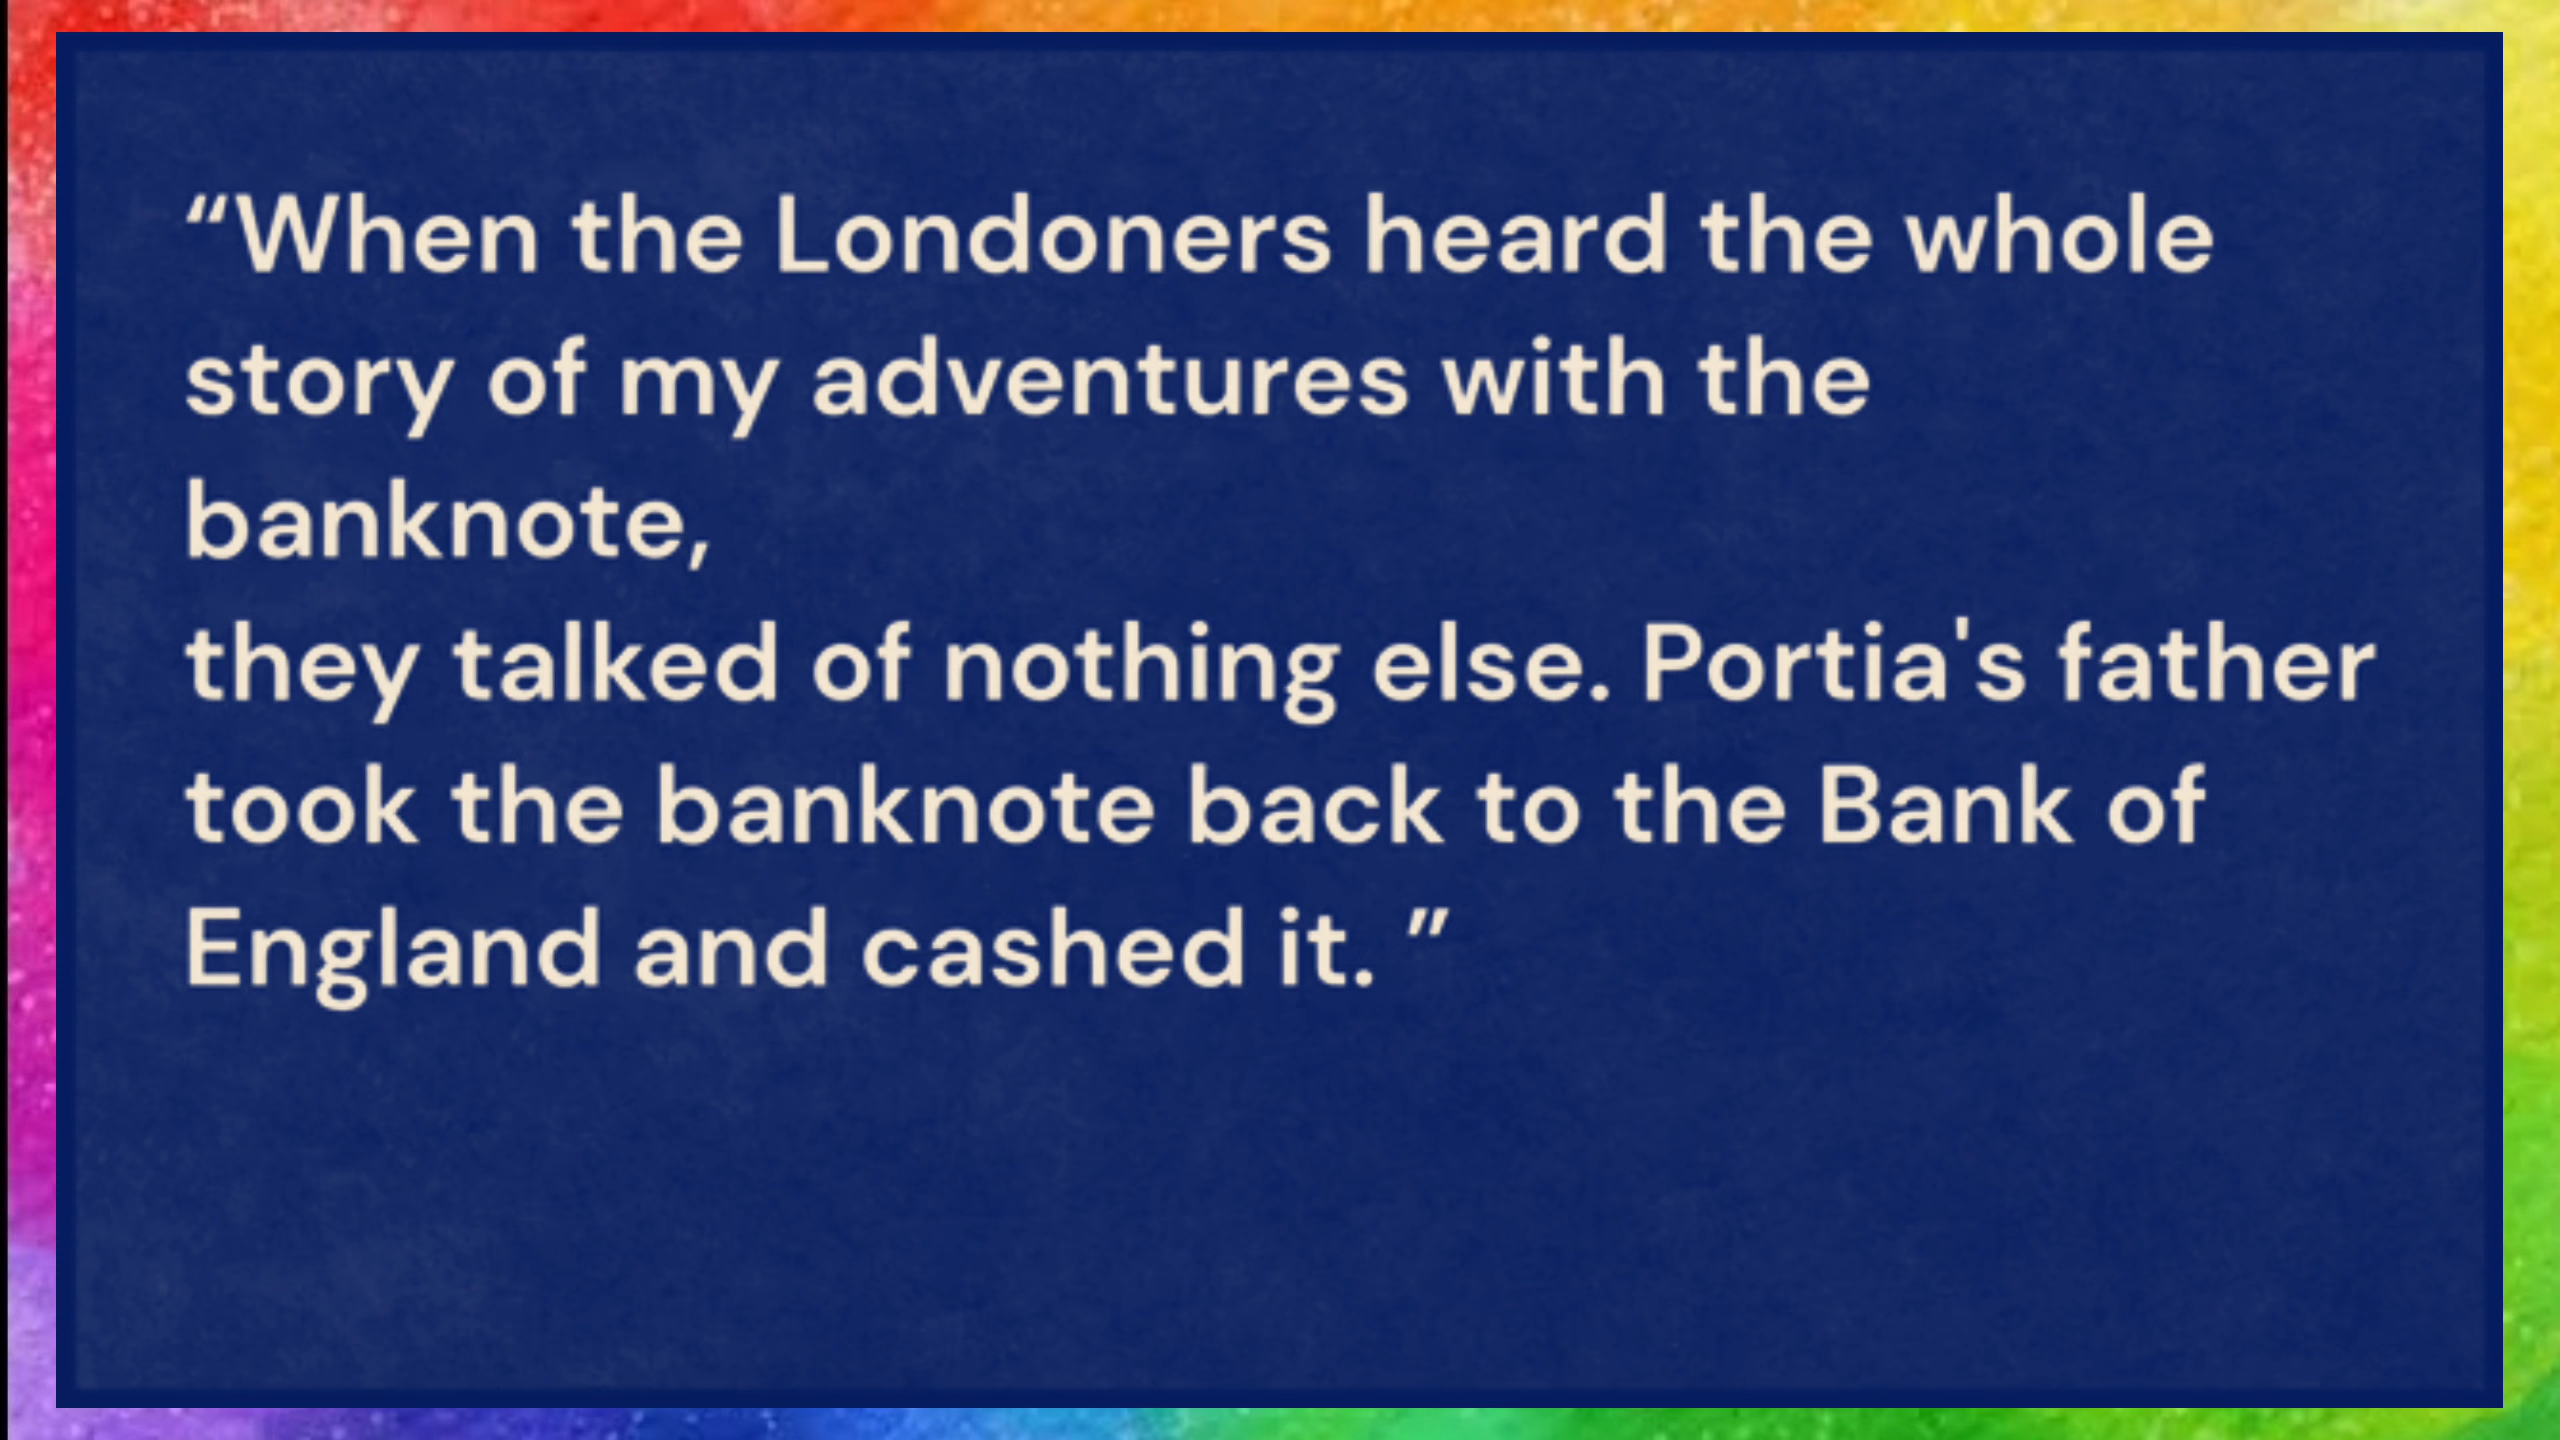 “When the Londoners heard the whole
story of my adventures with the
banknote,
they talked of nothing else. Portia's father
took the banknote back to the Bank of
England and cashed it. ”